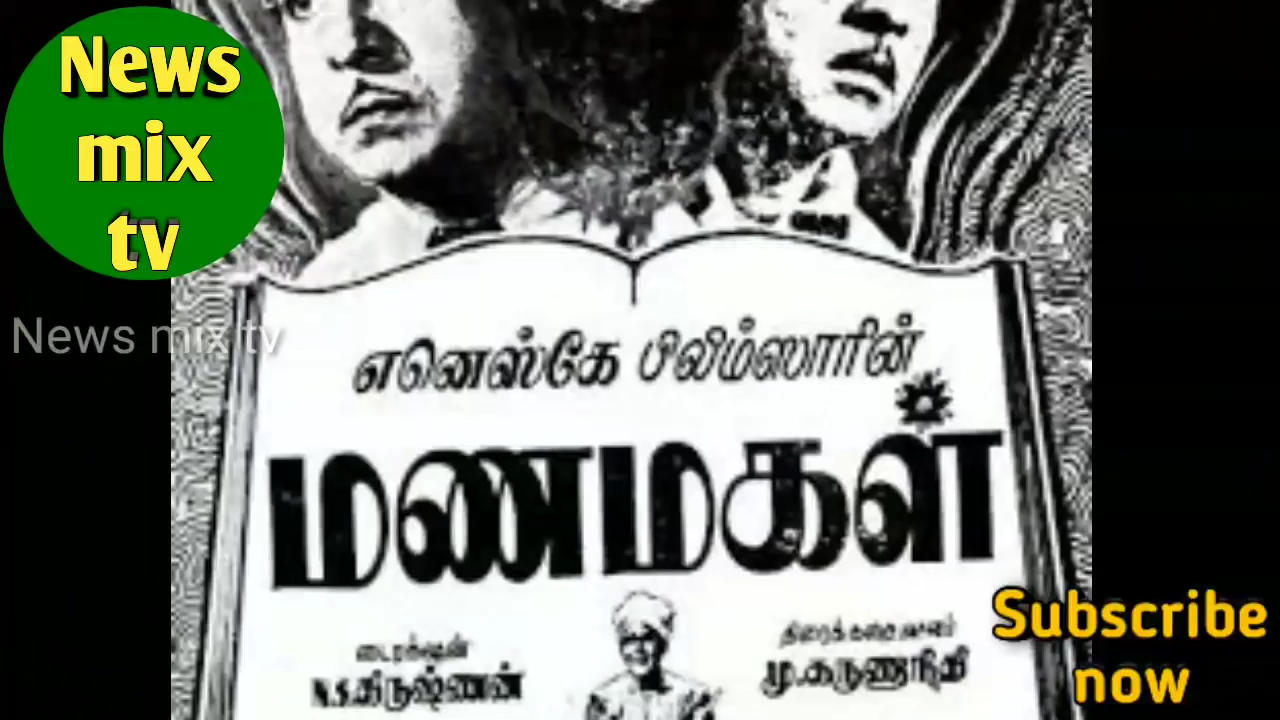 News
mix
tv
News mix tv
எனெஸ்கே பிலிம்ஸாரின்
மணமகள்
டைரக்ஷன்
N.S.கிருஷ்ணன்
திரைக்கதை வசனம்
மு.கருணாநிதி
Subscribe
now